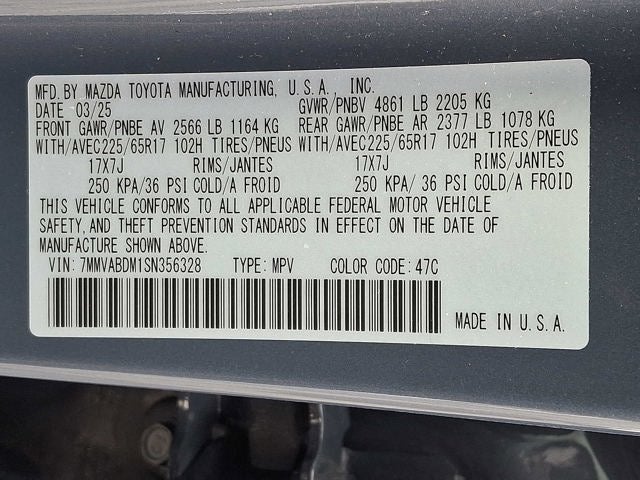 MFD. BY MAZDA TOYOTA MANUFACTURING, U.S.A., INC.
DATE 03/25 GVWR/PNBV 4861 LB 2205 KG
FRONT GAWR/PNBE AV 2566 LB 1164 KG REAR GAWR/PNBE AR 2377 LB 1078 KG
WITH/AVEC225/65R17 102H TIRES/PNEUS WITH/AVEC225/65R17 102H TIRES/PNEUS
17X7J RIMS/JANTES 17X7J RIMS/JANTES
250 KPA/36 PSI COLD/A FROID 250 KPA/ 36 PSI COLD/A FROID
THIS VEHICLE CONFORMS TO ALL APPLICABLE FEDERAL MOTOR VEHICLE
SAFETY, AND THEFT PREVENTION STANDARDS IN EFFECT ON THE DATE OF
MANUFACTURE SHOWN ABOVE.
VIN: 7MMVABDM1SN356328 TYPE: MPV COLOR CODE: 47C
MADE IN U.S.A.